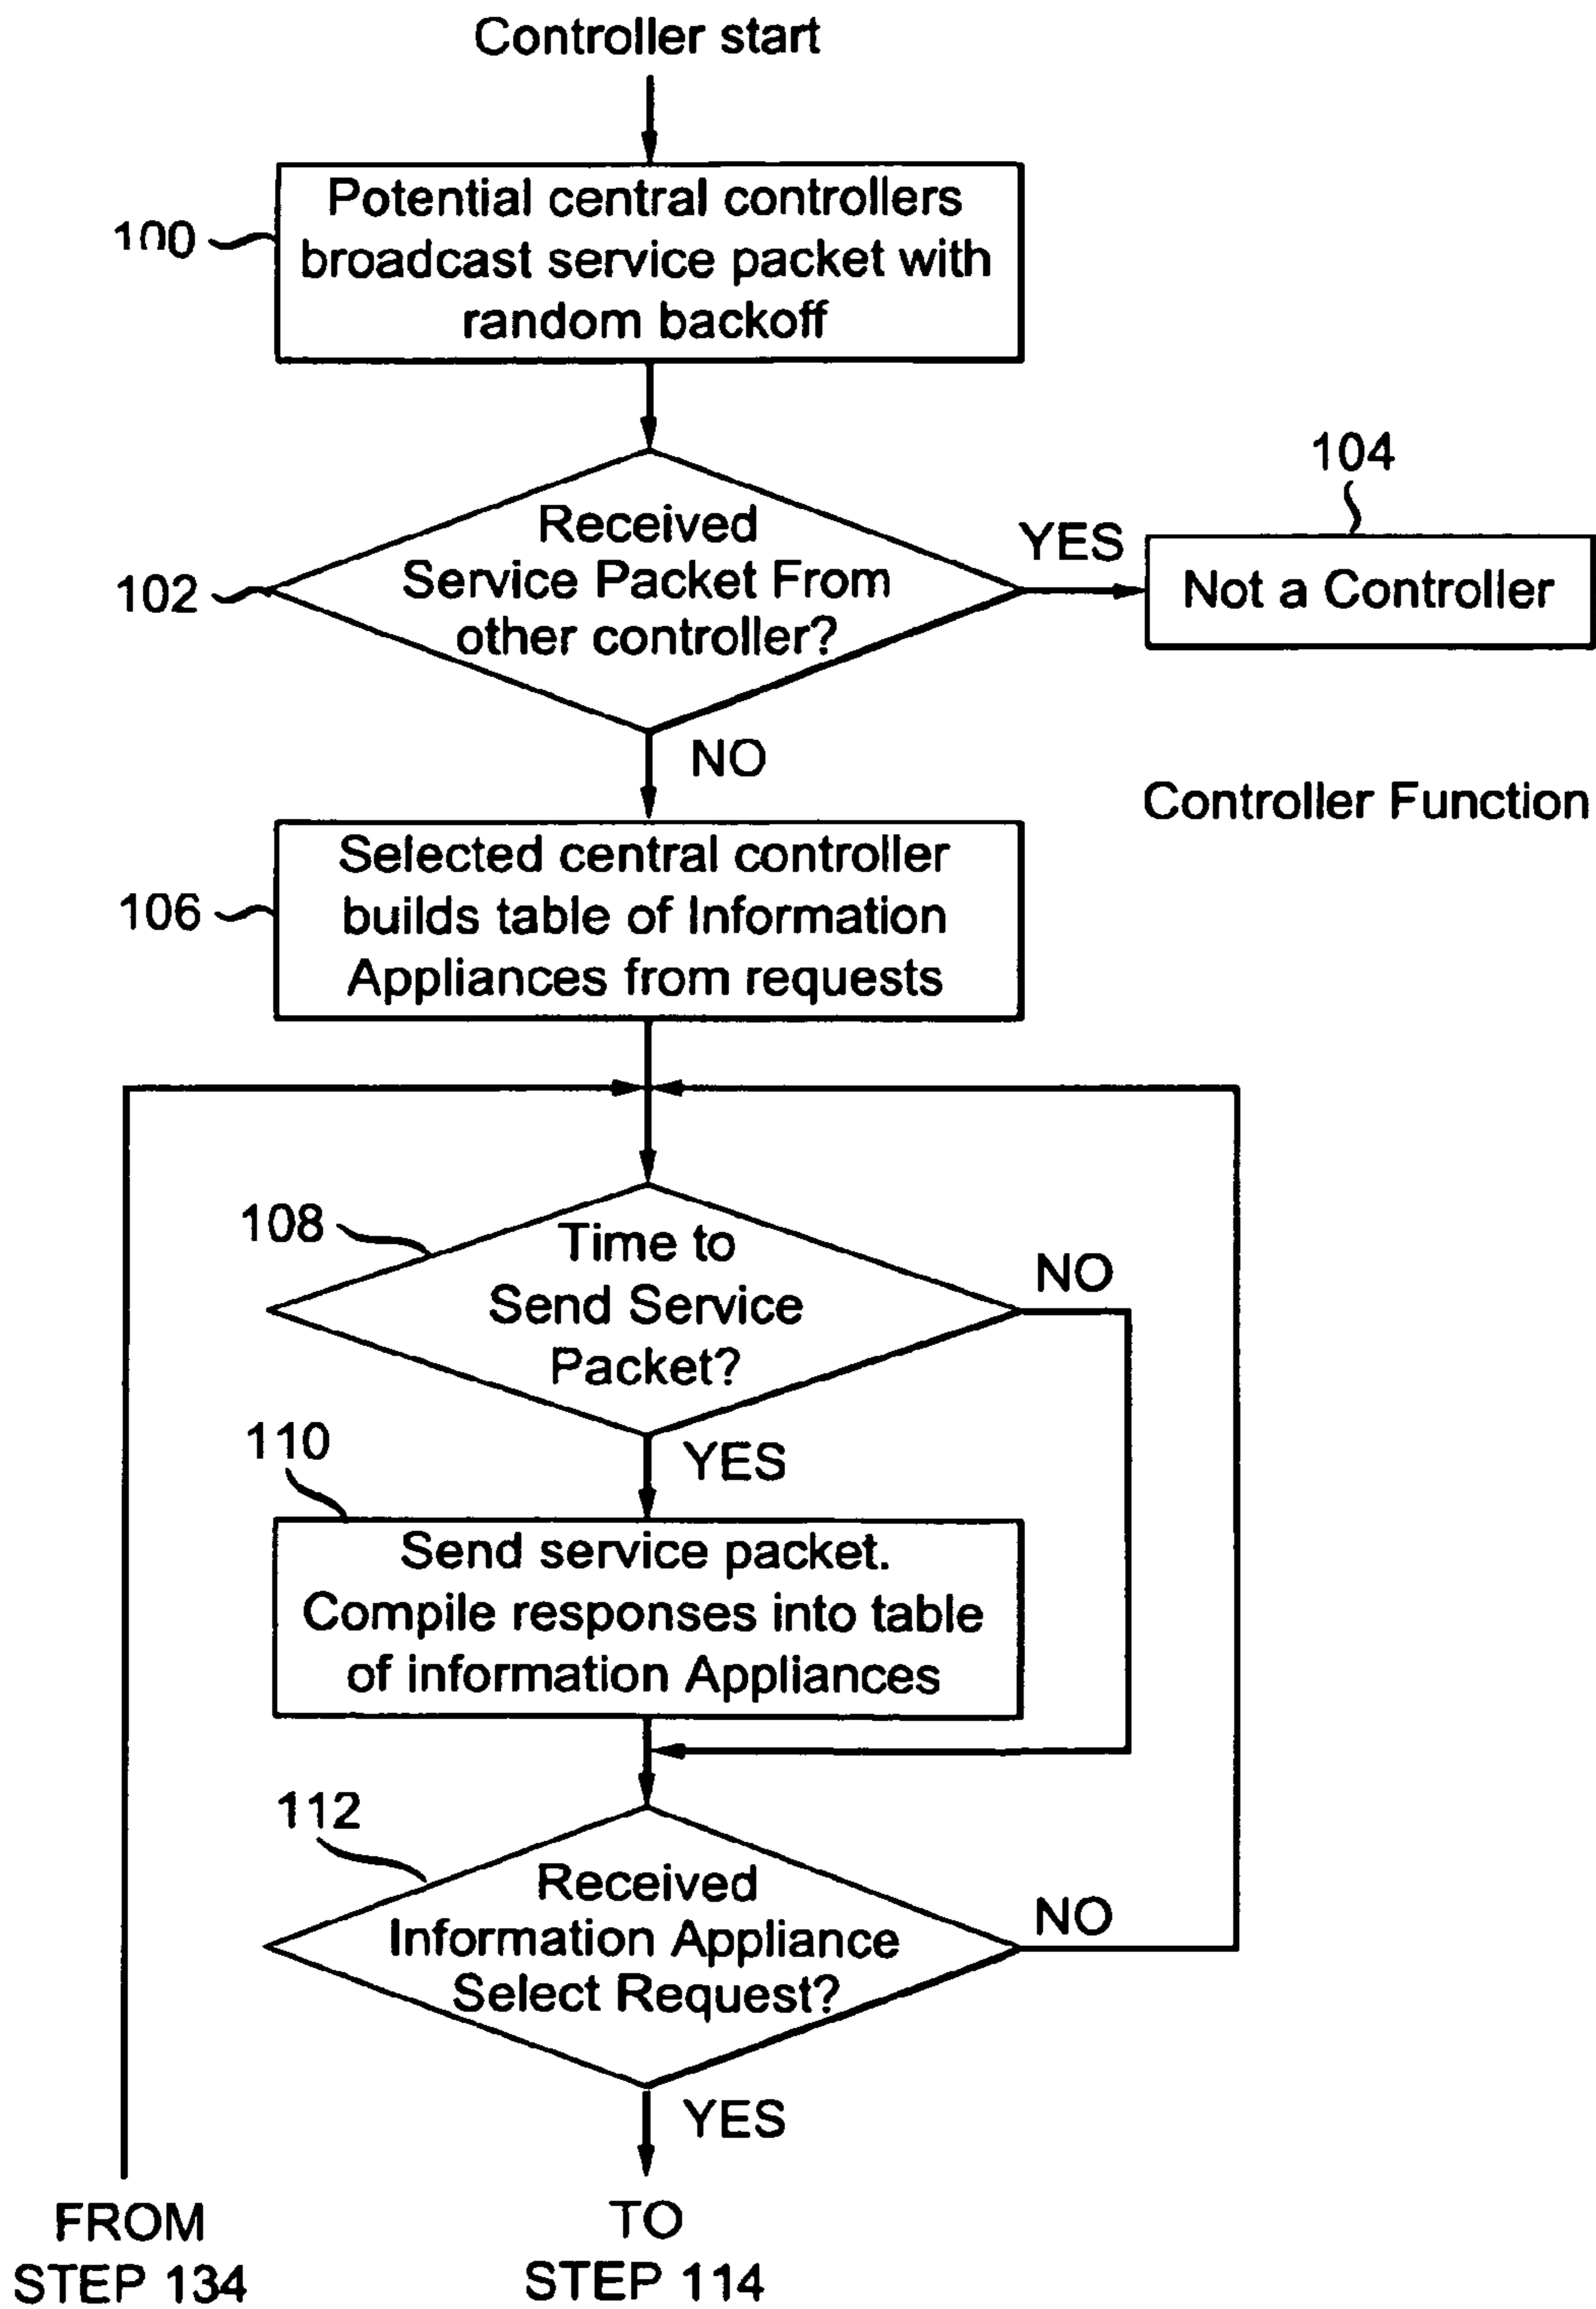 Controller start
Potential central controllers
broadcast service packet with
random backoff
100
Received
Service Packet From
other controller?
102
YES
104
Not a Controller
NO
Controller Function
Selected central controller
builds table of Information
Appliances from requests
106
108
Time to
Send Service
Packet?
NO
YES
110
Send service packet.
Compile responses into table
of information Appliances
112
Received
Information Appliance
Select Request?
NO
YES
FROM
STEP 134
TO
STEP 114